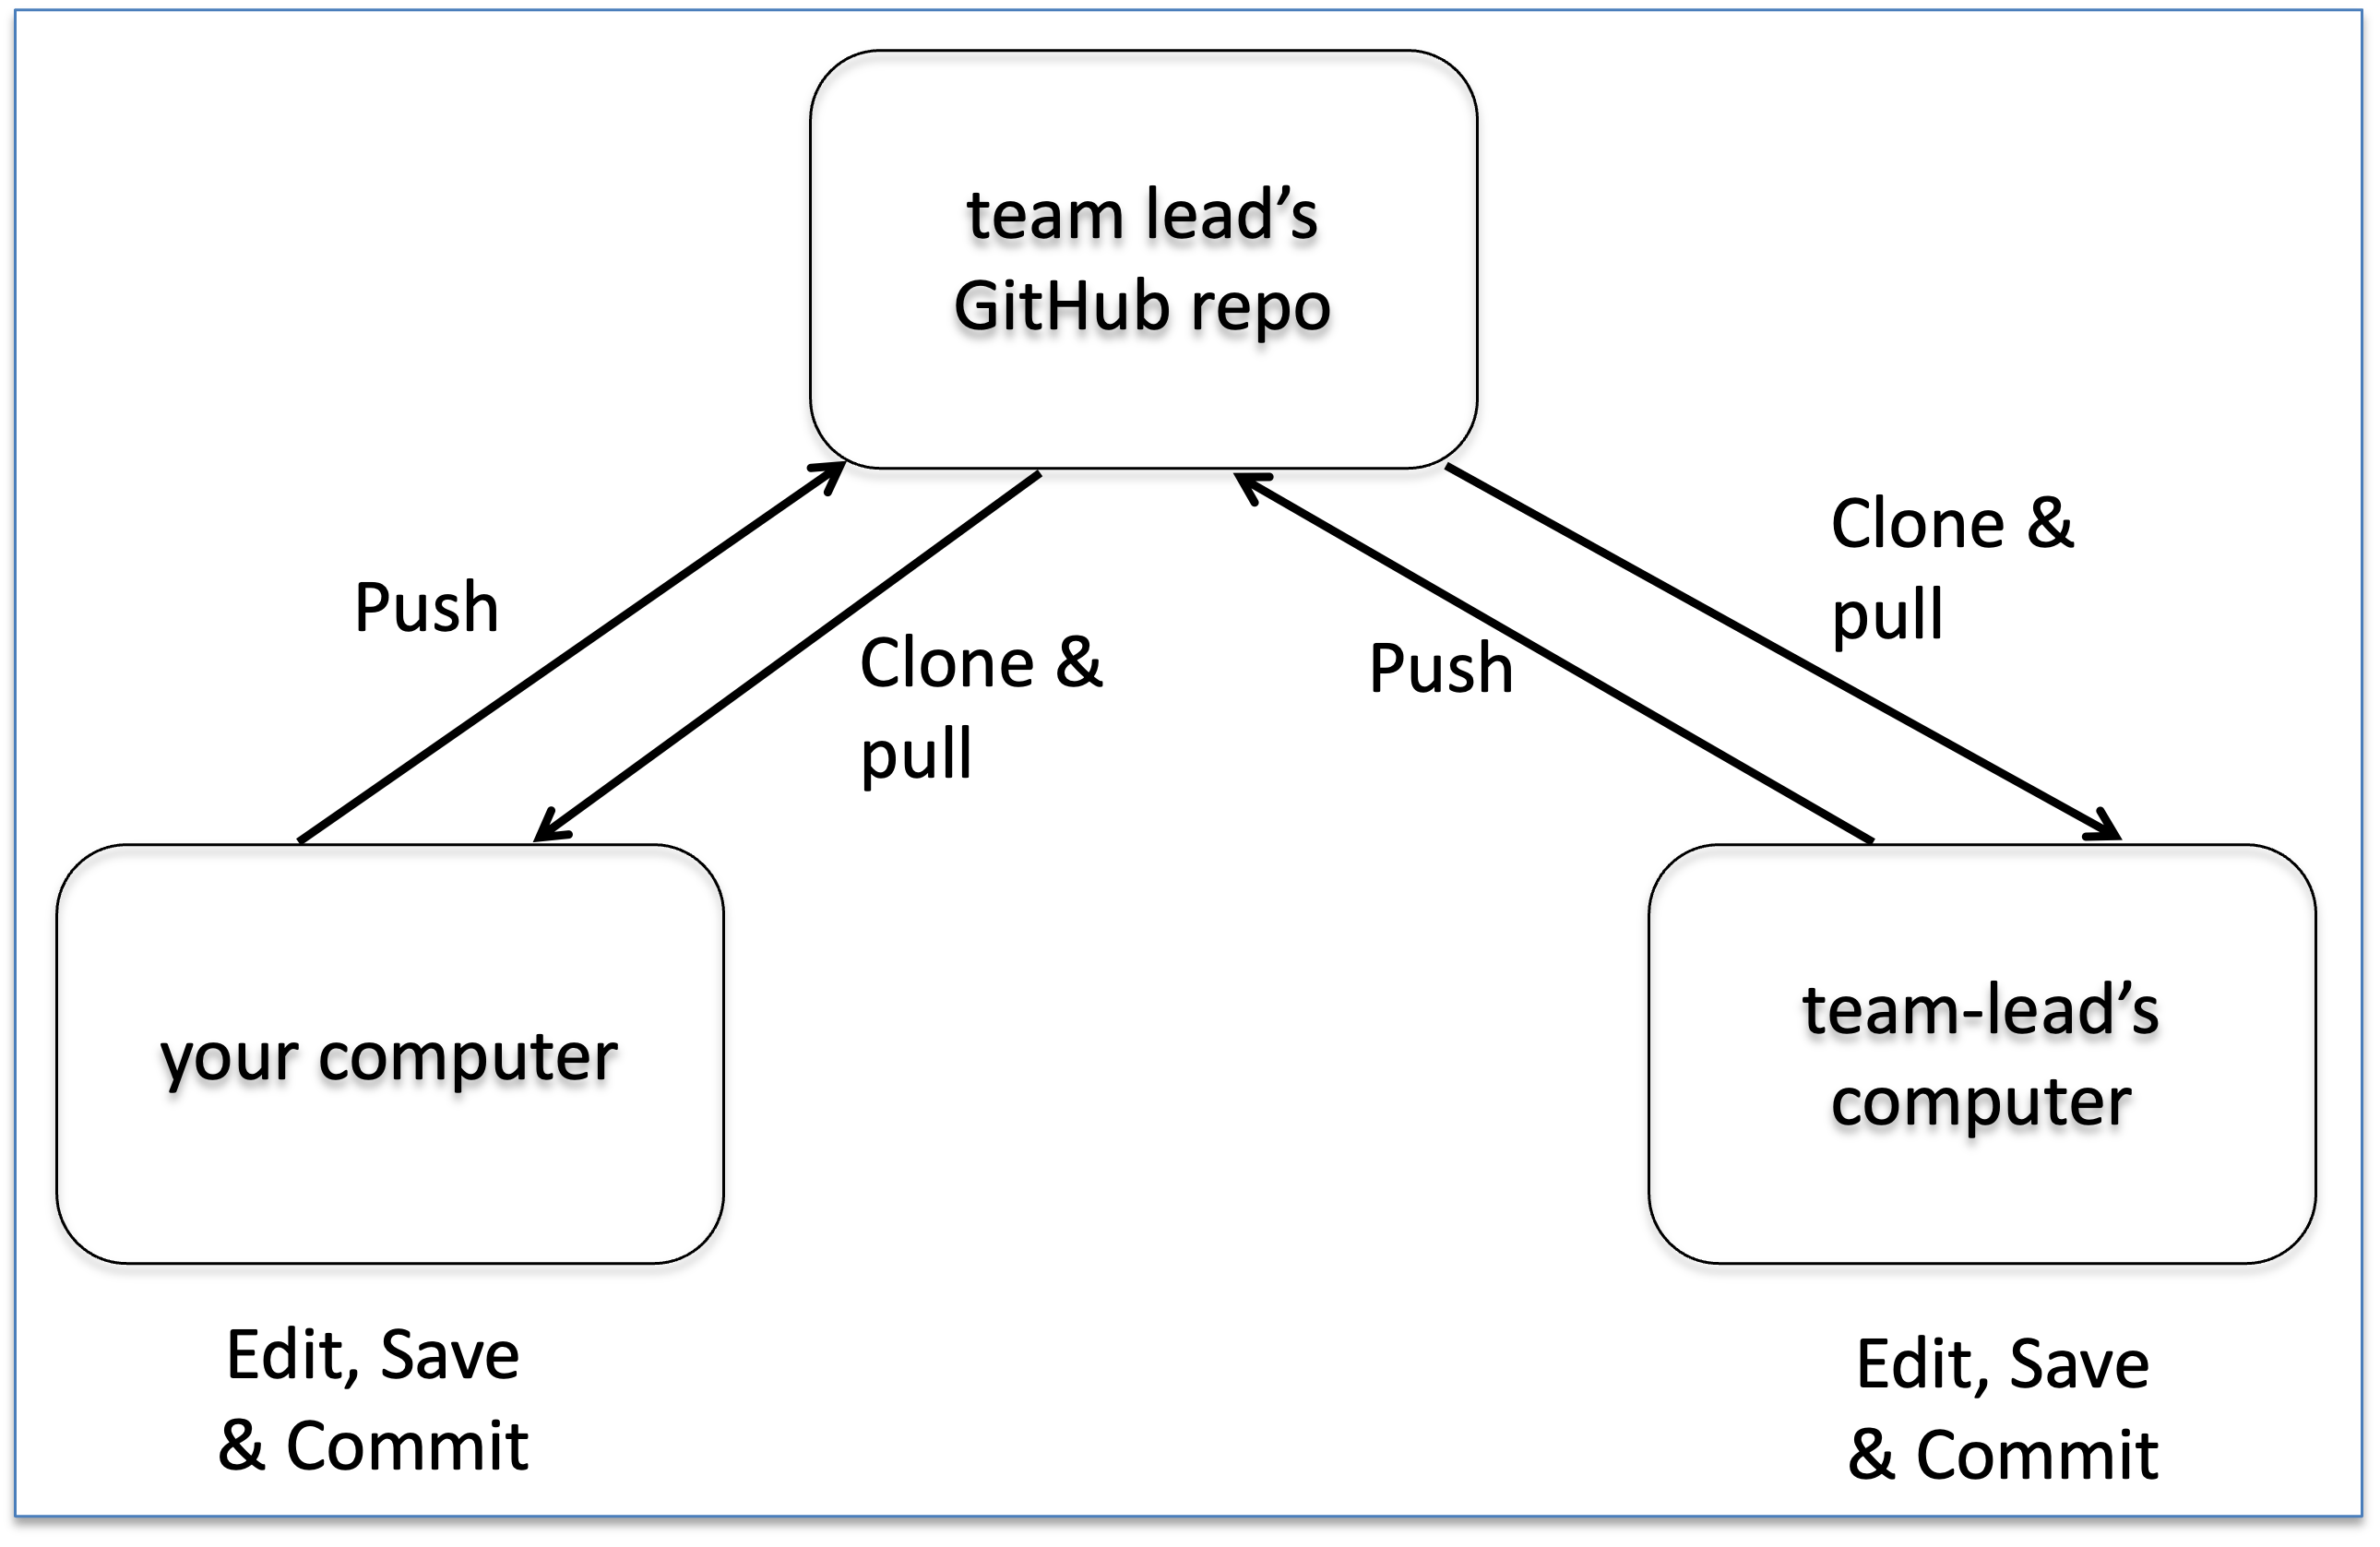 team lead’s
GitHub repo
Push
Clone &
pull
Push
Clone &
pull
your computer
team-lead’s
computer
Edit, Save
& Commit
Edit, Save
& Commit